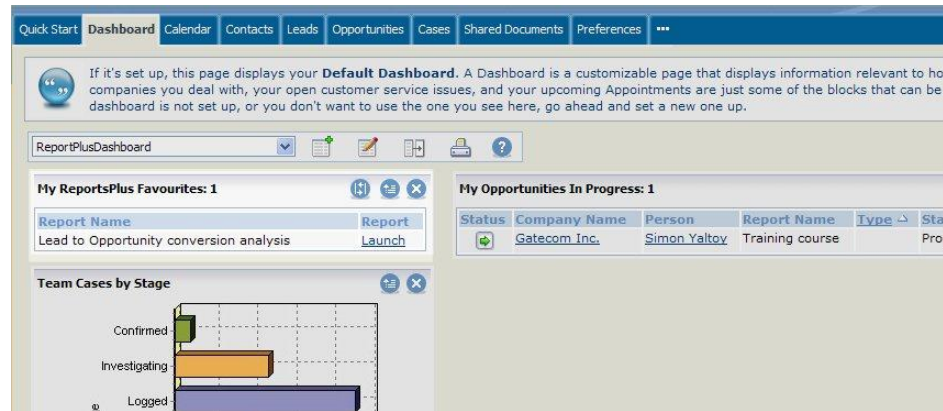 Quick Start Dashboard Calendar Contacts Leads Opportunities Cases Shared Documents Preferences
If it's set up, this page displays your Default Dashboard. A Dashboard is a customizable page that displays information relevant to ho
companies you deal with, your open customer service issues, and your upcoming Appointments are just some of the blocks that can be
dashboard is not set up, or you don't want to use the one you see here, go ahead and set a new one up.
ReportPlusDashboard
My ReportsPlus Favourites: 1
Report Name Report
Lead to Opportunity conversion analysis Launch
My Opportunities In Progress: 1
Status Company Name Person Report Name Type Sta
Gatecom Inc. Simon Yaltoy Training course Pro
Team Cases by Stage
Confirmed
Investigating
Logged